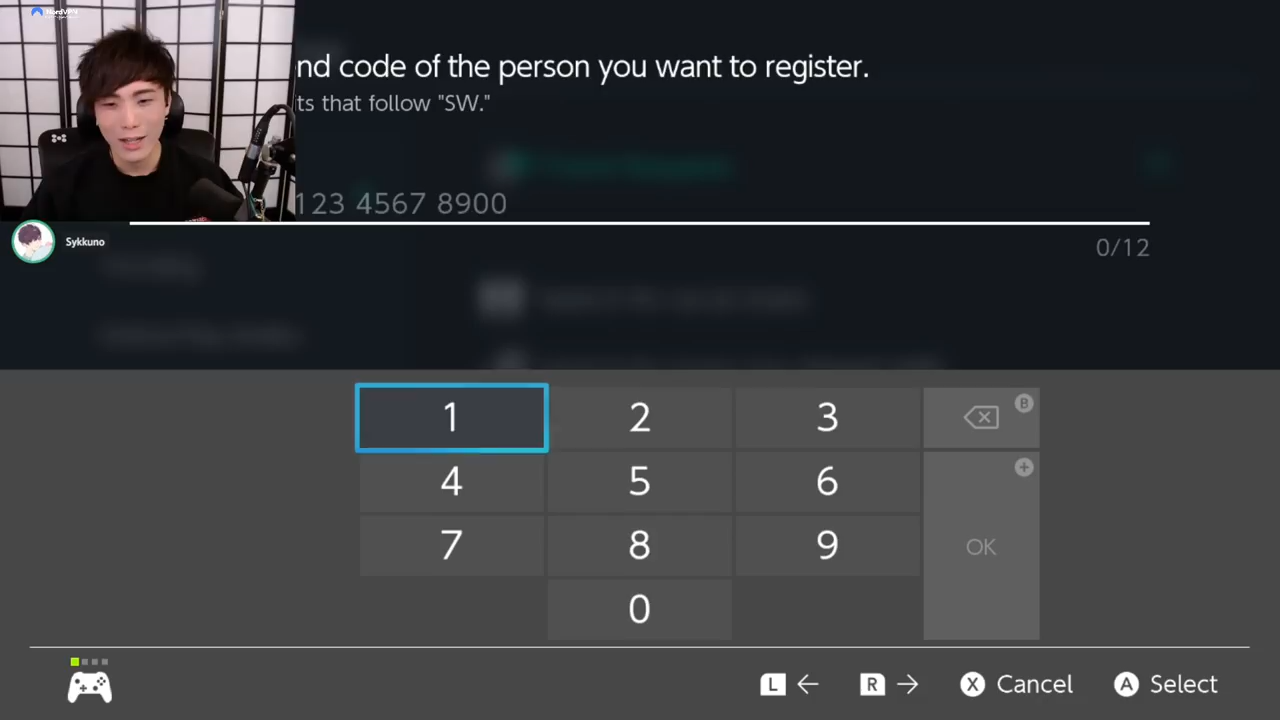 NordVPN
nd code of the person you want to register.
ts that follow "SW."
123 4567 8900
Sykkuno
0/12
1 2 3 B
4 5 6 +
7 8 9 OK
0
L ← R → X Cancel A Select